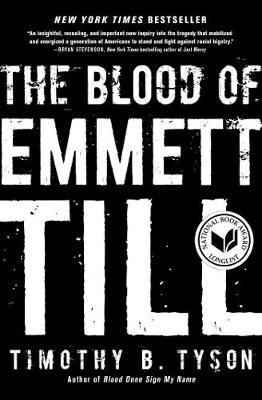 NEW YORK TIMES BESTSELLER
"An insightful, revealing, and important new inquiry into the tragedy that mobilized
and energized a generation of Americans to stand and fight against racial bigotry."
—BRYAN STEVENSON, New York Times bestselling author of Just Mercy
THE BLOOD OF
EMMETT
TILL
NATIONAL BOOK AWARD
LONGLIST
TIMOTHY B. TYSON
Author of Blood Done Sign My Name